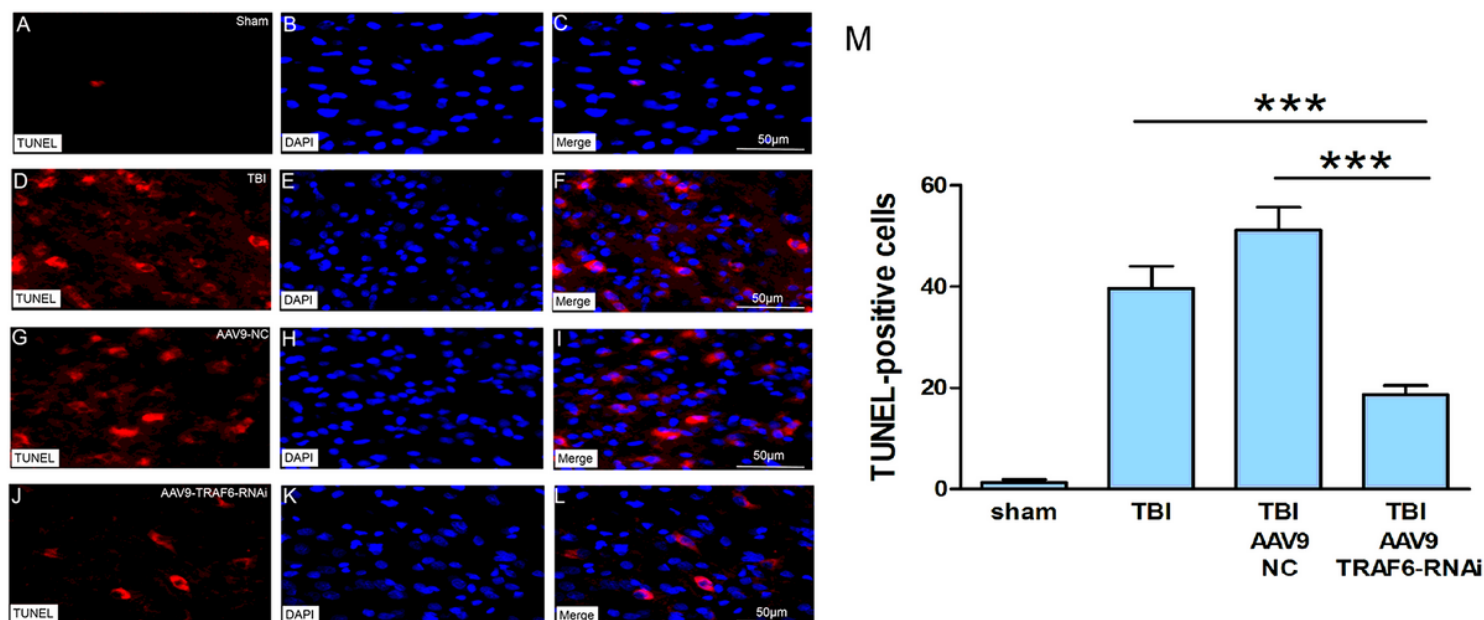 A
Sham
TUNEL
B
DAPI
C
Merge
50µm
D
TBI
TUNEL
E
DAPI
F
Merge
50µm
G
AAV9-NC
TUNEL
H
DAPI
I
Merge
50µm
J
AAV9-TRAF6-RNAi
TUNEL
K
DAPI
L
Merge
50µm
M
***
***
TUNEL-positive cells
60
40
20
0
sham
TBI
TBI
AAV9
NC
TBI
AAV9
TRAF6-RNAi